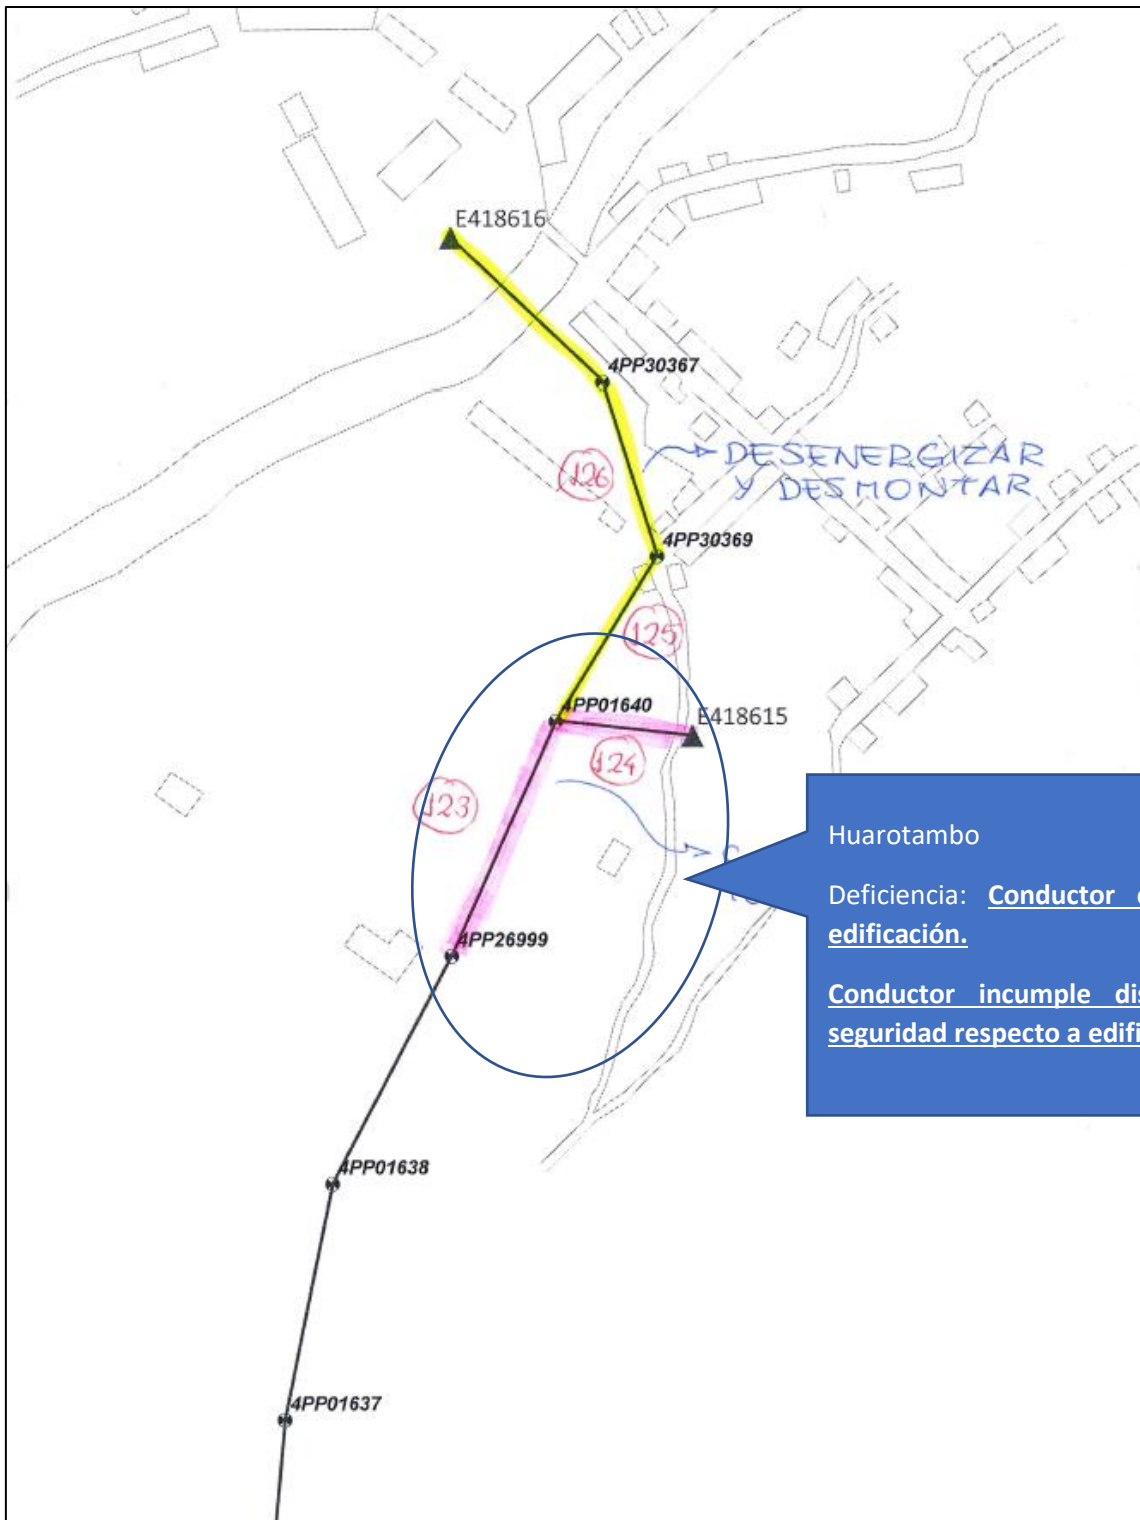 E418616
4PP30367
DESENERGIZAR
Y DESMONTAR
126
4PP30369
125
4PP01640
E418615
124
123
Huarotambo
Deficiencia: Conductor
edificación.
4PP26999
Conductor incumple
seguridad respecto a
4PP01638
4PP01637